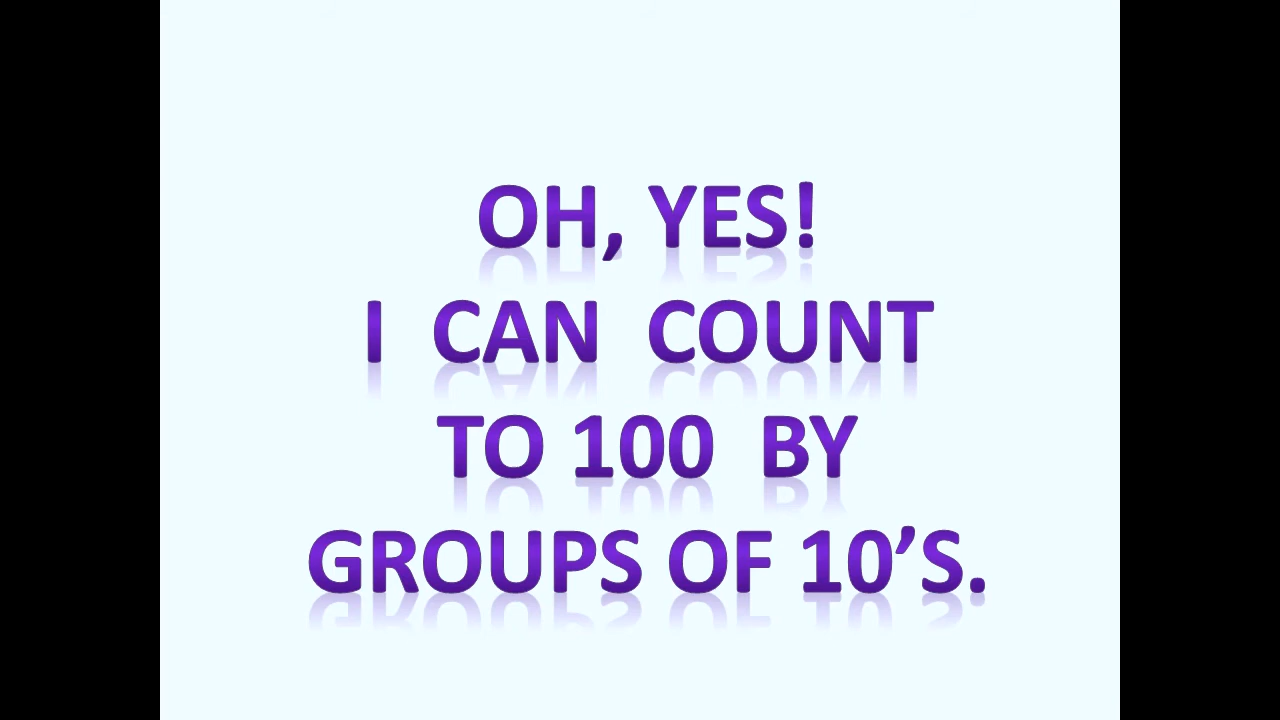 OH, YES!
I CAN COUNT
TO 100 BY
GROUPS OF 10’S.